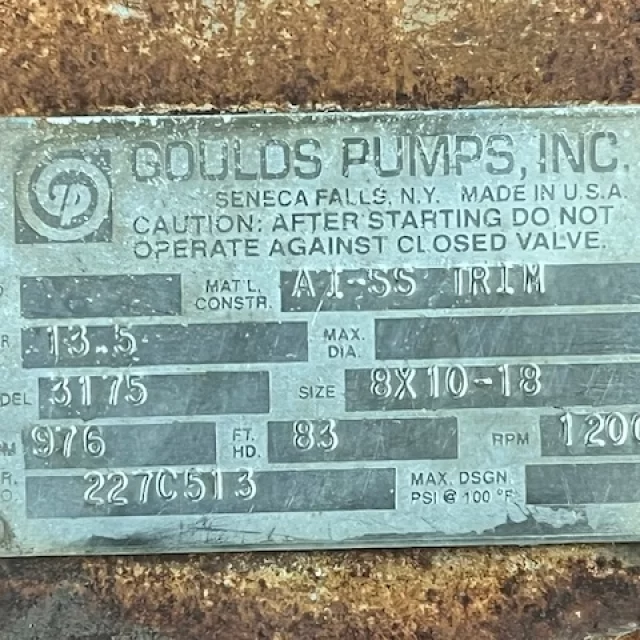 GOULDS PUMPS, INC.
SENECA FALLS, N.Y. MADE IN U.S.A
CAUTION: AFTER STARTING DO NOT
OPERATE AGAINST CLOSED VALVE.
MAT'L. CONSTR. AI-SS TRIM
13.5 MAX. DIA.
DEL 3175 SIZE 8X10-18
976 FT. HD. 83 RPM 1200
227C513 MAX. DSGN. PSI @ 100 °F